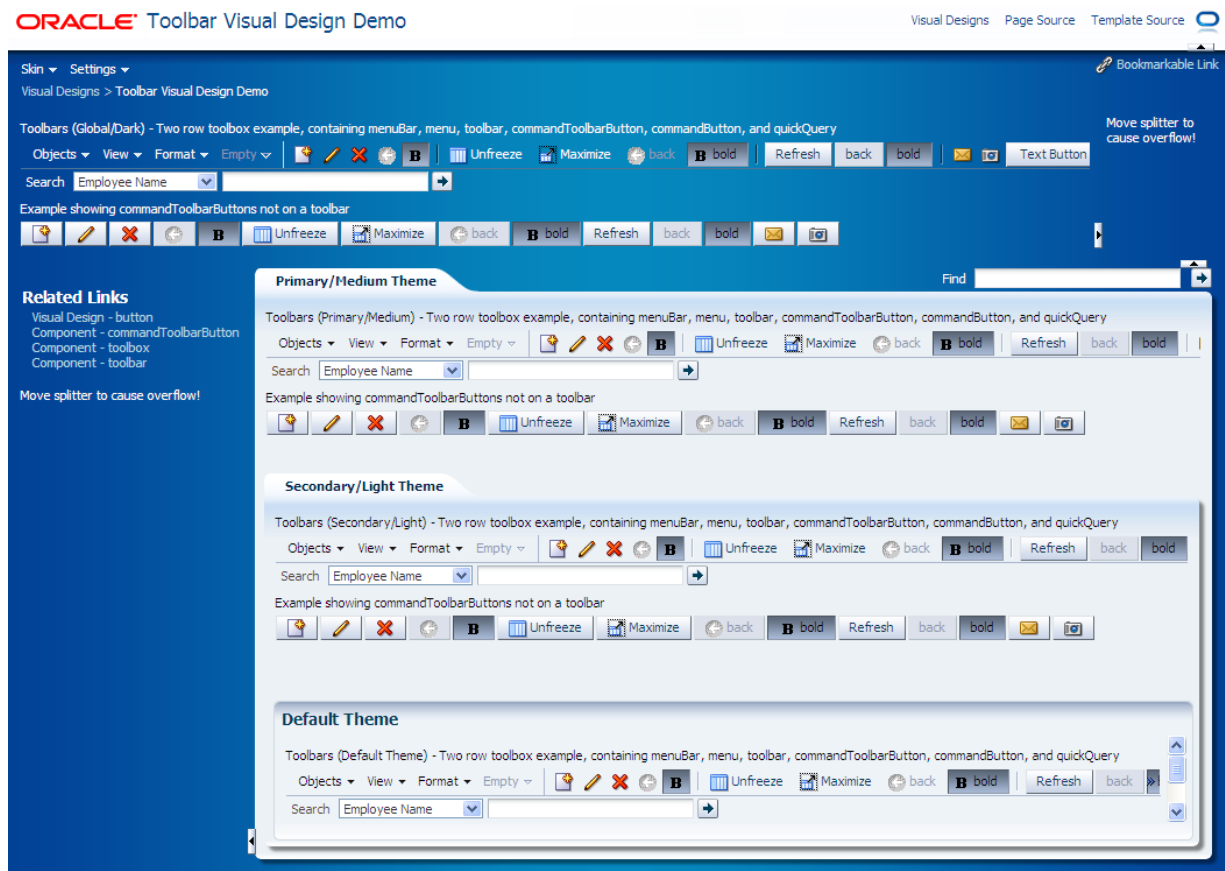 ORACLE® Toolbar Visual Design Demo
Visual Designs Page Source Template Source
Skin Settings
Bookmarkable Link
Visual Designs > Toolbar Visual Design Demo
Toolbars (Global/Dark) - Two row toolbox example, containing menuBar, menu, toolbar, commandToolbarButton, commandButton, and quickQuery
Move splitter to
cause overflow!
Objects View Format Empty B Unfreeze Maximize back B bold Refresh back bold Text Button
Search Employee Name
Example showing commandToolbarButtons not on a toolbar
B Unfreeze Maximize back B bold Refresh back bold
Related Links
Visual Design - button
Component - commandToolbarButton
Component - toolbox
Component - toolbar
Move splitter to cause overflow!
Primary/Medium Theme
Find
Toolbars (Primary/Medium) - Two row toolbox example, containing menuBar, menu, toolbar, commandToolbarButton, commandButton, and quickQuery
Objects View Format Empty B Unfreeze Maximize back B bold Refresh back bold
Search Employee Name
Example showing commandToolbarButtons not on a toolbar
B Unfreeze Maximize back B bold Refresh back bold
Secondary/Light Theme
Toolbars (Secondary/Light) - Two row toolbox example, containing menuBar, menu, toolbar, commandToolbarButton, commandButton, and quickQuery
Objects View Format Empty B Unfreeze Maximize back B bold Refresh back bold
Search Employee Name
Example showing commandToolbarButtons not on a toolbar
B Unfreeze Maximize back B bold Refresh back bold
Default Theme
Toolbars (Default Theme) - Two row toolbox example, containing menuBar, menu, toolbar, commandToolbarButton, commandButton, and quickQuery
Objects View Format Empty B Unfreeze Maximize back B bold Refresh back »
Search Employee Name